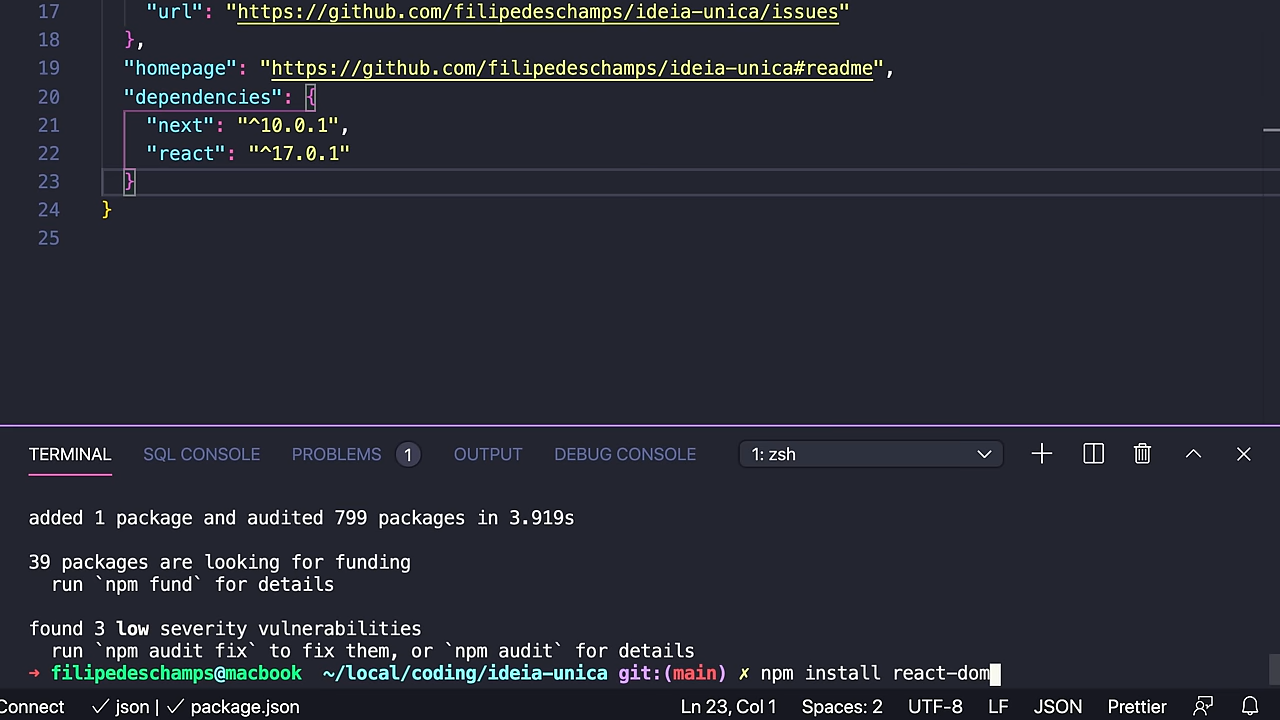 17 "url": "https://github.com/filipedeschamps/ideia-unica/issues"
18 },
19 "homepage": "https://github.com/filipedeschamps/ideia-unica#readme",
20 "dependencies": {
21 "next": "^10.0.1",
22 "react": "^17.0.1"
23 }
24 }
25
TERMINAL SQL CONSOLE PROBLEMS 1 OUTPUT DEBUG CONSOLE 1: zsh
added 1 package and audited 799 packages in 3.919s
39 packages are looking for funding
run `npm fund` for details
found 3 low severity vulnerabilities
run `npm audit fix` to fix them, or `npm audit` for details
➜ filipedeschamps@macbook ~/local/coding/ideia-unica git:(main) ✗ npm install react-dom
Connect ✓ json | ✓ package.json Ln 23, Col 1 Spaces: 2 UTF-8 LF JSON Prettier